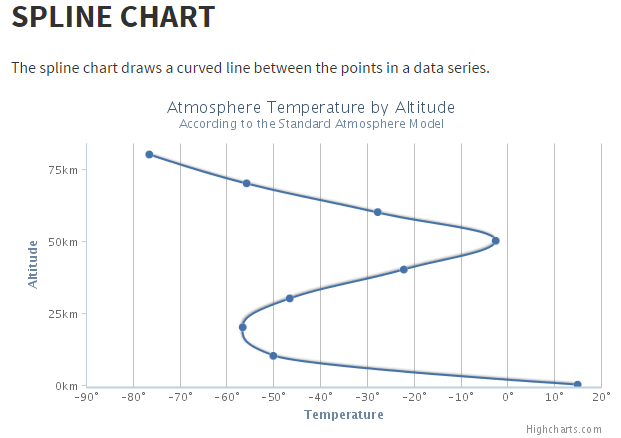 SPLINE CHART
The spline chart draws a curved line between the points in a data series.
Atmosphere Temperature by Altitude
According to the Standard Atmosphere Model
75km
50km
25km
0km
Altitude
-90° -80° -70° -60° -50° -40° -30° -20° -10° 0° 10° 20°
Temperature
Highcharts.com